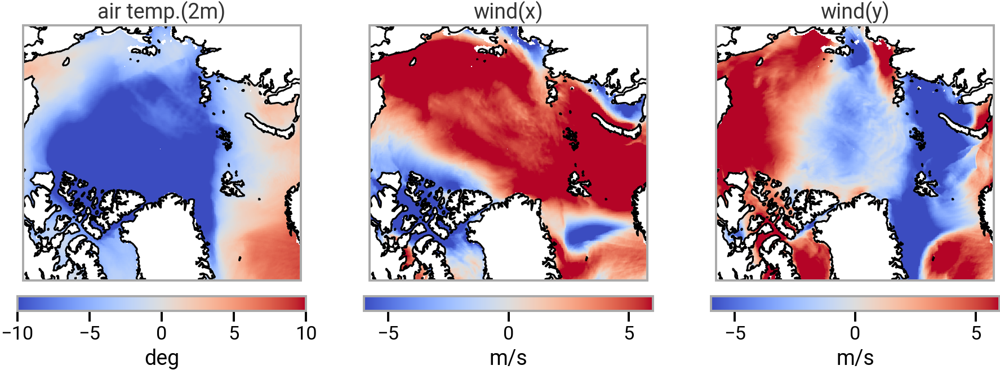 air temp.(2m)
wind(x)
wind(y)
−10 −5 0 5 10
deg
−5 0 5
m/s
−5 0 5
m/s